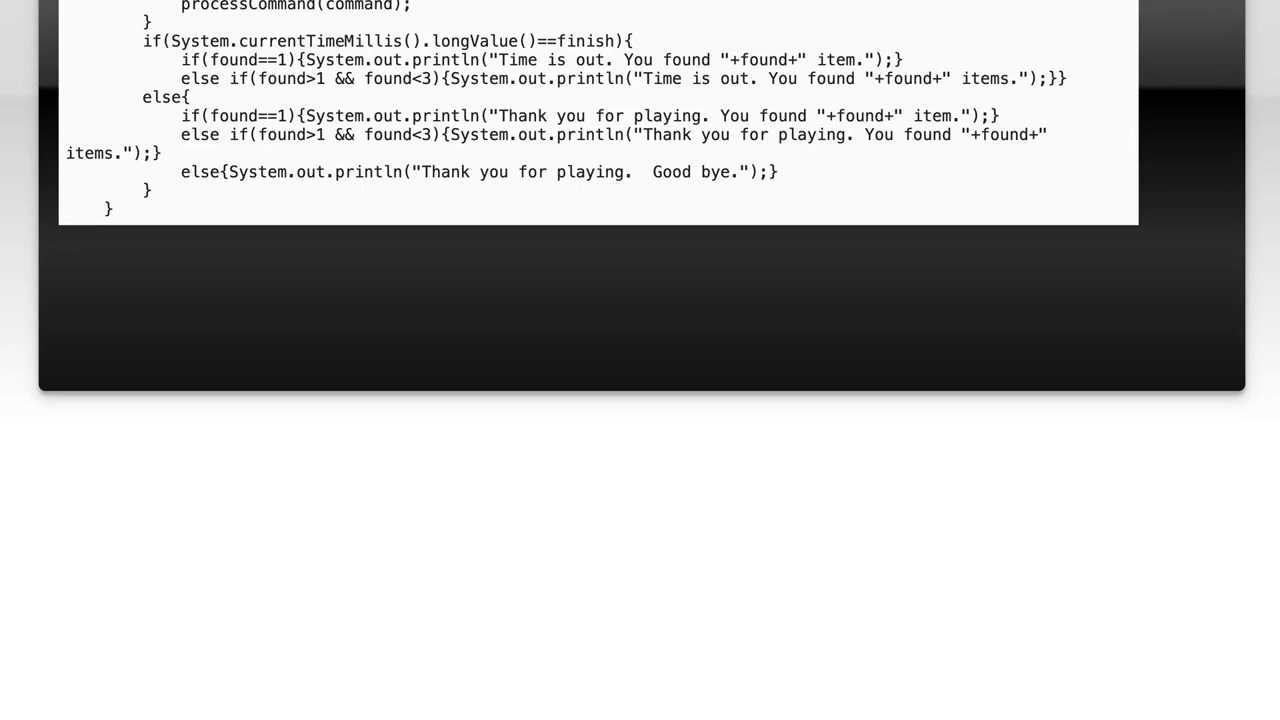 processCommand(command);
}
if(System.currentTimeMillis().longValue()==finish){
if(found==1){System.out.println("Time is out. You found "+found+" item.");}
else if(found>1 && found<3){System.out.println("Time is out. You found "+found+" items.");}}
else{
if(found==1){System.out.println("Thank you for playing. You found "+found+" item.");}
else if(found>1 && found<3){System.out.println("Thank you for playing. You found "+found+"
items.");}
else{System.out.println("Thank you for playing.  Good bye.");}
}
}